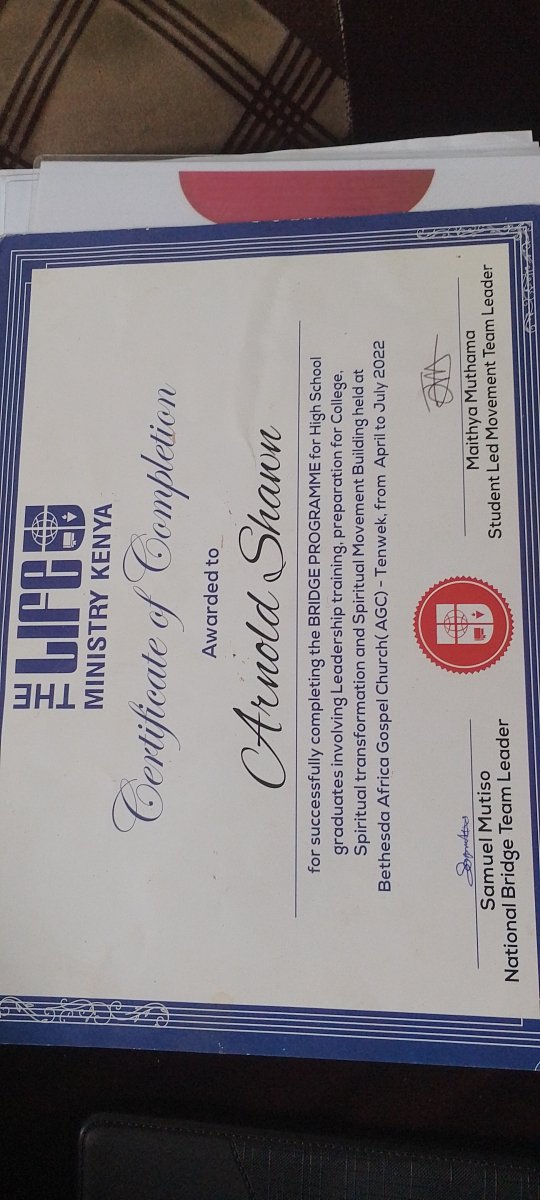 THE LIFE
MINISTRY KENYA
Certificate of Completion
Awarded to
Arnold Shawn
for successfully completing the BRIDGE PROGRAMME for High School
graduates involving Leadership training, preparation for College,
Spiritual transformation and Spiritual Movement Building held at
Bethesda Africa Gospel Church( AGC) - Tenwek, from April to July 2022
Samuel Mutiso
National Bridge Team Leader
Maithya Muthama
Student Led Movement Team Leader